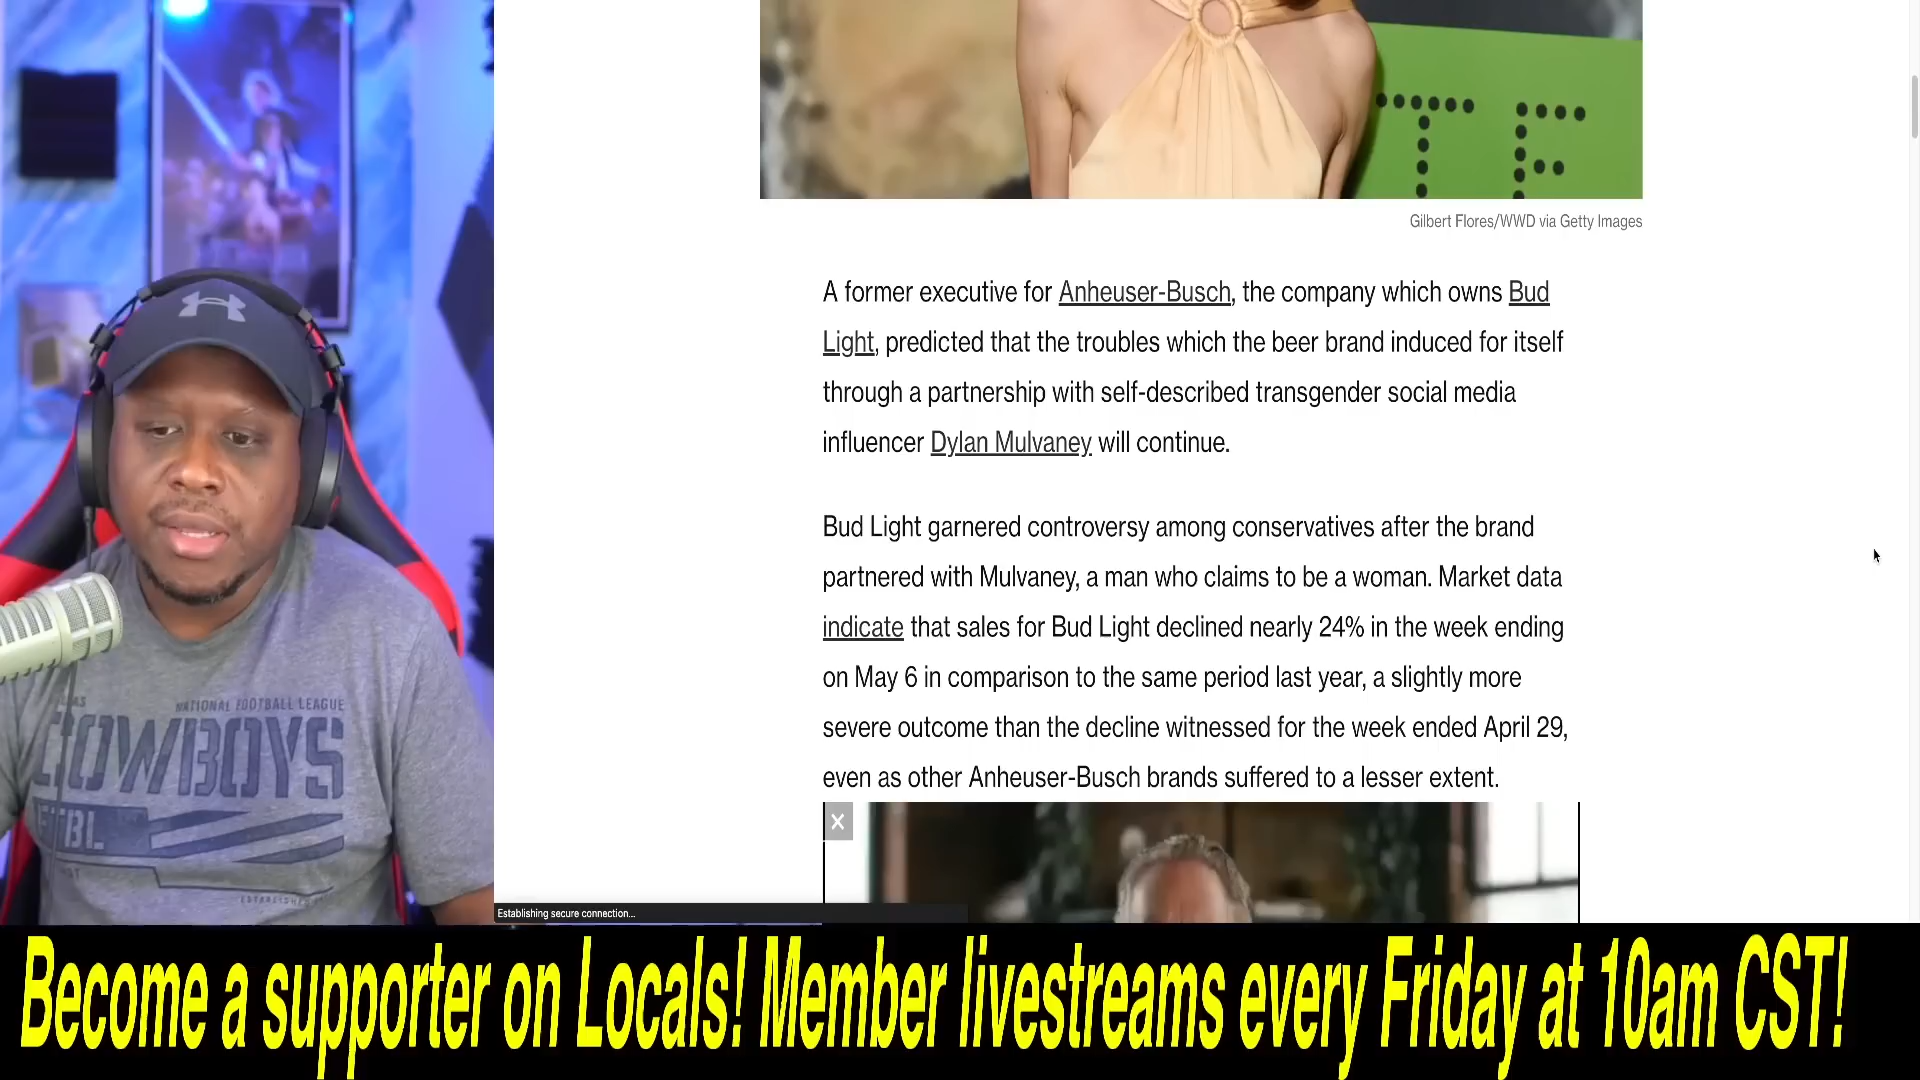 TE
Gilbert Flores/WWD via Getty Images
A former executive for Anheuser-Busch, the company which owns Bud
Light, predicted that the troubles which the beer brand induced for itself
through a partnership with self-described transgender social media
influencer Dylan Mulvaney will continue.
Bud Light garnered controversy among conservatives after the brand
partnered with Mulvaney, a man who claims to be a woman. Market data
indicate that sales for Bud Light declined nearly 24% in the week ending
on May 6 in comparison to the same period last year, a slightly more
severe outcome than the decline witnessed for the week ended April 29,
even as other Anheuser-Busch brands suffered to a lesser extent.
NATIONAL FOOTBALL LEAGUE
COWBOYS
FTBL
Establishing secure connection...
Become a supporter on Locals! Member livestreams every Friday at 10am CST!